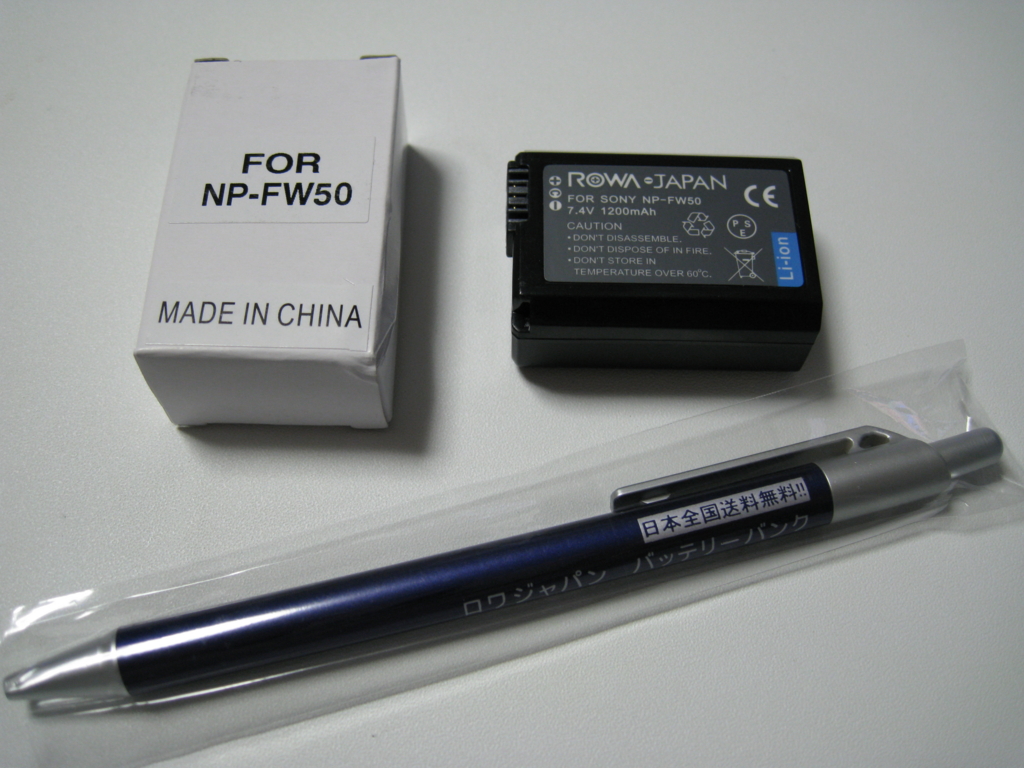 FOR
NP-FW50
MADE IN CHINA
ROWA-JAPAN
FOR SONY NP-FW50
7.4V 1200mAh
CAUTION
•DON'T DISASSEMBLE.
•DON'T DISPOSE OF IN FIRE.
•DON'T STORE IN
TEMPERATURE OVER 60°C.
CE
PSE
Li-ion
日本全国送料無料!!
ロワジャパン バッテリーバンク